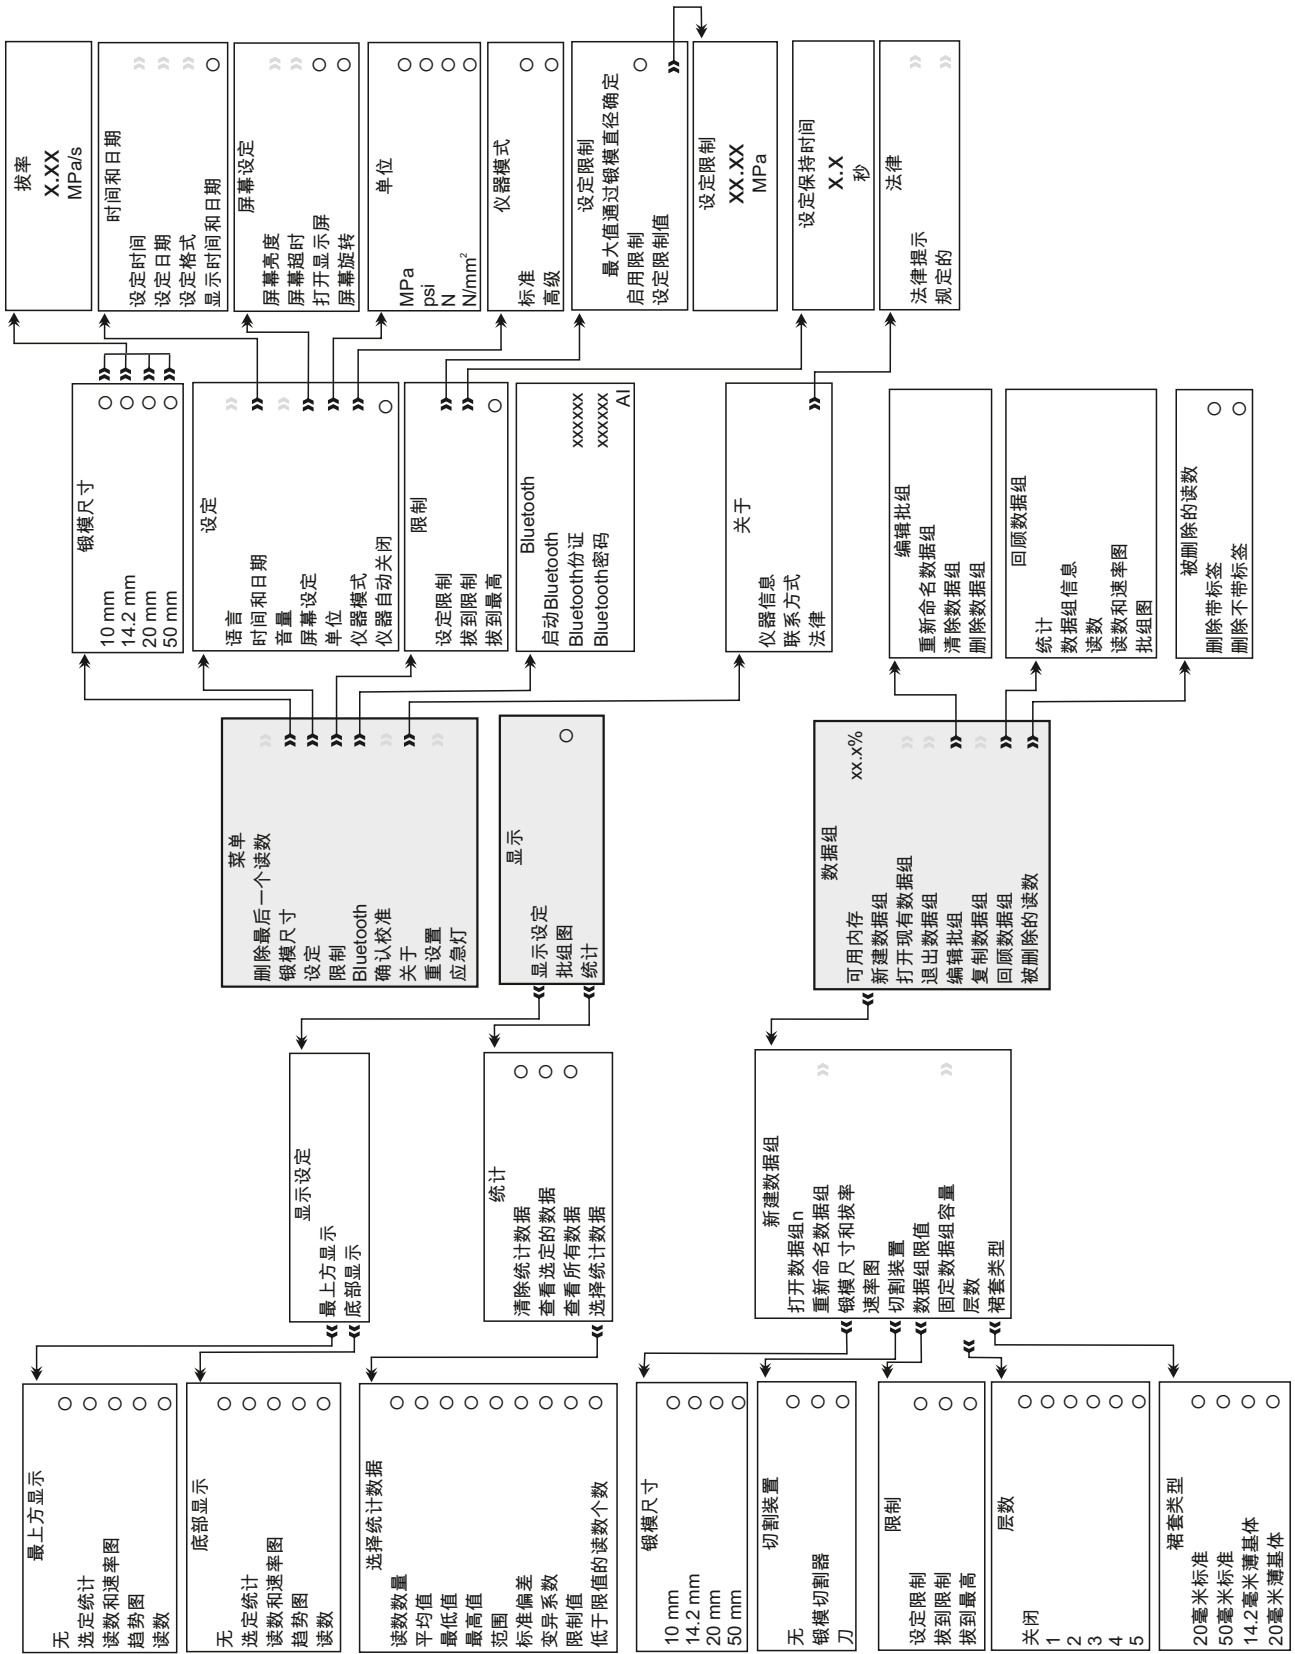 拔率
X.XX
MPa/s
时间和日期
设定时间
设定日期
设定格式
显示时间和日期
屏幕设定
屏幕亮度
屏幕超时
打开显示屏
屏幕旋转
单位
MPa
psi
N
N/mm²
仪器模式
标准
高级
设定限制
最大值通过锻模直径确定
启用限制
设定限制值
设定限制
XX.XX
MPa
设定保持时间
X.X
秒
法律
法律提示
规定的
锻模尺寸
10 mm
14.2 mm
20 mm
50 mm
设定
语言
时间和日期
音量
屏幕设定
单位
仪器模式
仪器自动关闭
限制
设定限制
拔到限制
拔到最高
Bluetooth
启动Bluetooth
Bluetooth份证 xxxxxx
Bluetooth密码 xxxxxx
AI
关于
仪器信息
联系方式
法律
编辑批组
重新命名数据组
清除数据组
删除数据组
回顾数据组
统计
数据组信息
读数
读数和速率图
批组图
被删除的读数
删除带标签
删除不带标签
菜单
删除最后一个读数
锻模尺寸
设定
限制
Bluetooth
确认校准
关于
重设置
应急灯
显示
显示设定
批组图
统计
数据组
可用内存 xx.x%
新建数据组
打开现有数据组
退出数据组
编辑批组
复制数据组
回顾数据组
被删除的读数
显示设定
最上方显示
底部显示
统计
清除统计数据
查看选定的数据
查看所有数据
选择统计数据
新建数据组
打开数据组n
重新命名数据组
锻模尺寸和拔率
速率图
切割装置
数据组限值
固定数据组容量
层数
裙套类型
最上方显示
无
选定统计
读数和速率图
趋势图
读数
底部显示
无
选定统计
读数和速率图
趋势图
读数
选择统计数据
读数数量
平均值
最低值
最高值
范围
标准偏差
变异系数
限制值
低于限值的读数个数
锻模尺寸
10 mm
14.2 mm
20 mm
50 mm
切割装置
无
锻模切割器
刀
限制
设定限制
拔到限制
拔到最高
层数
关闭
1
2
3
4
5
裙套类型
20毫米标准
50毫米标准
14.2毫米薄基体
20毫米薄基体